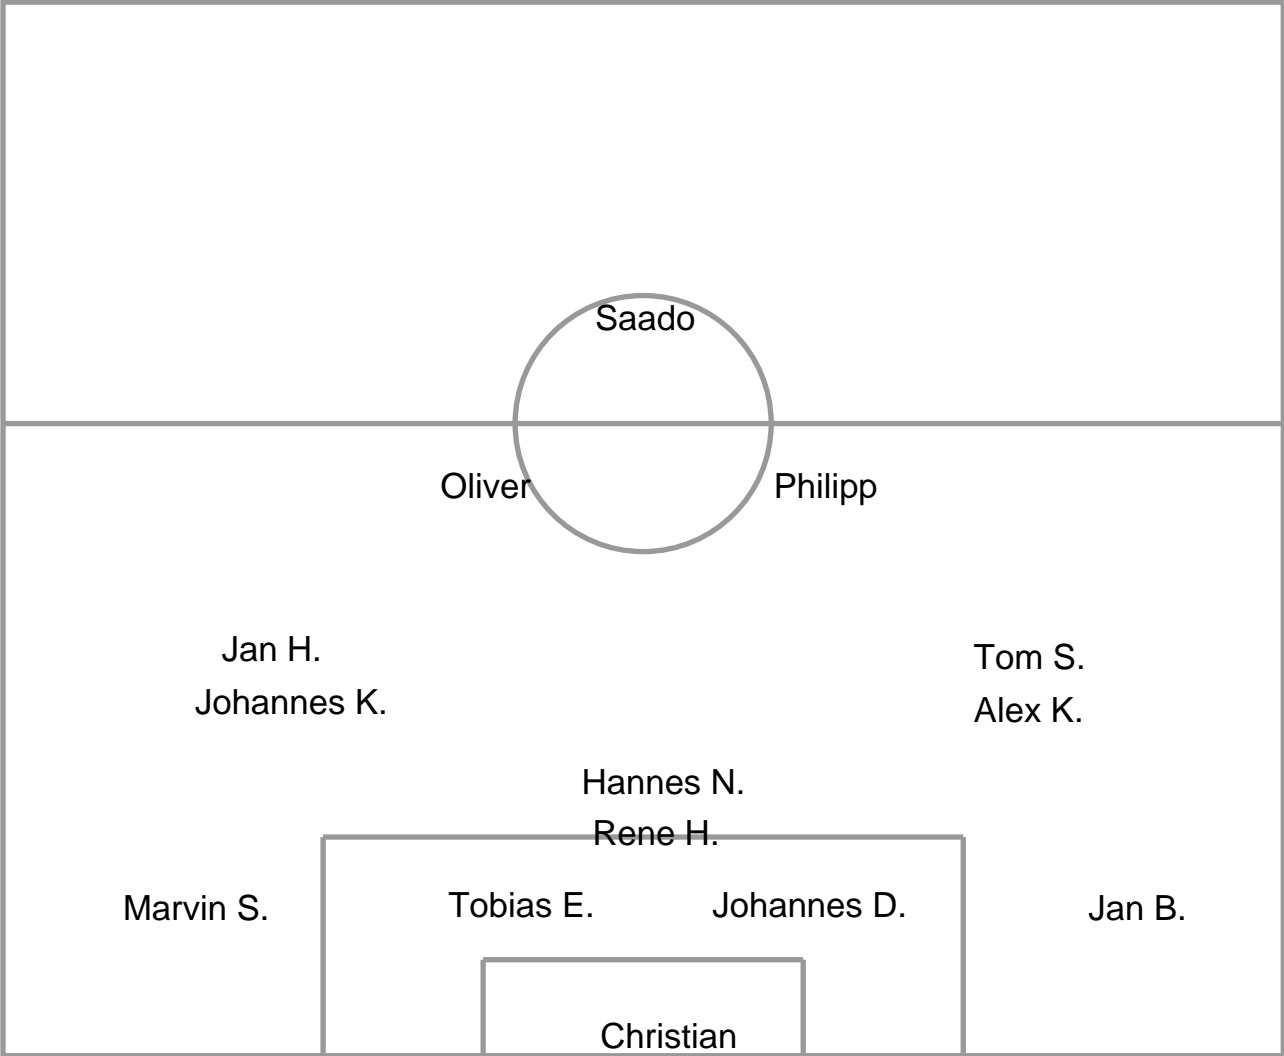 Saado
Oliver
Philipp
Jan H.
Tom S.
Johannes K.
Alex K.
Hannes N.
Rene H.
Marvin S.
Tobias E.
Johannes D.
Jan B.
Christian